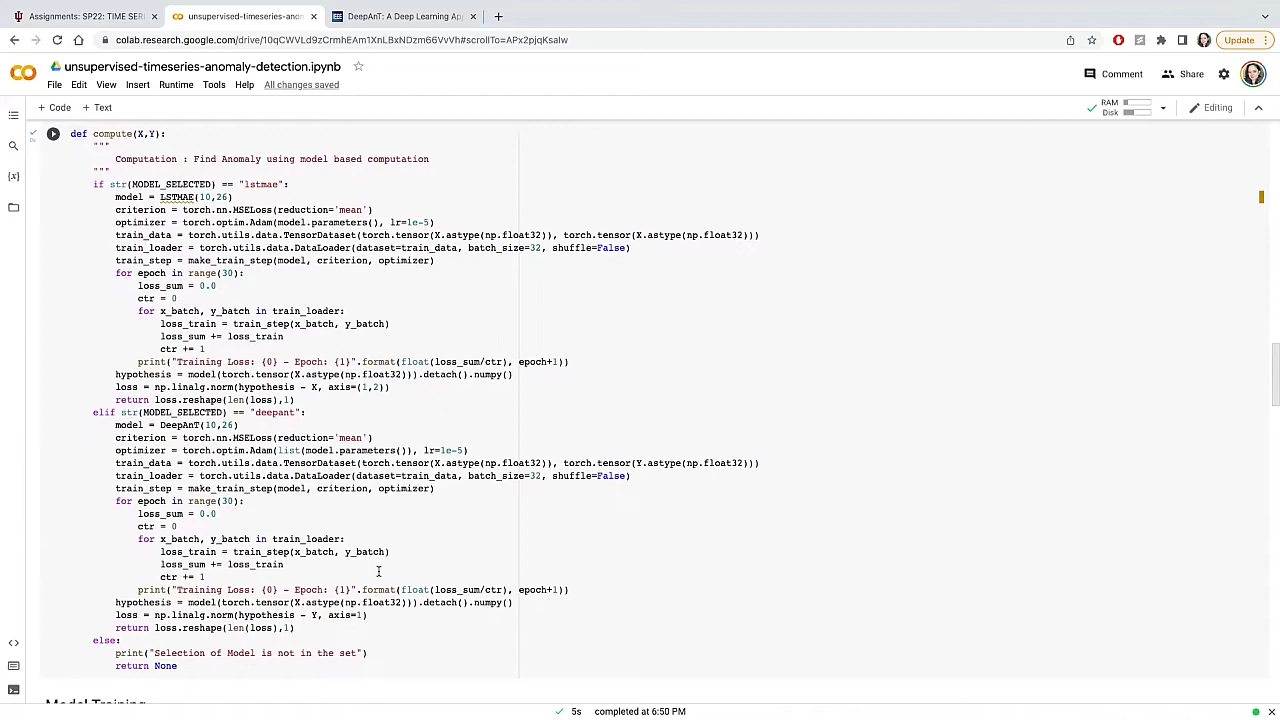 Assignments: SP22: TIME SERI
unsupervised-timeseries-anom
DeepAnT: A Deep Learning App
colab.research.google.com/drive/10qCWVLd9zCrmhEAm1XnLBxNDzm66VvVh#scrollTo=APx2pjqKsalw
Update
unsupervised-timeseries-anomaly-detection.ipynb
File Edit View Insert Runtime Tools Help All changes saved
Comment Share
+ Code + Text
RAM
Disk
Editing
def compute(X,Y):
"""
Computation : Find Anomaly using model based computation
"""
if str(MODEL_SELECTED) == "lstmae":
model = LSTMAE(10,26)
criterion = torch.nn.MSELoss(reduction='mean')
optimizer = torch.optim.Adam(model.parameters(), lr=1e-5)
train_data = torch.utils.data.TensorDataset(torch.tensor(X.astype(np.float32)), torch.tensor(X.astype(np.float32)))
train_loader = torch.utils.data.DataLoader(dataset=train_data, batch_size=32, shuffle=False)
train_step = make_train_step(model, criterion, optimizer)
for epoch in range(30):
loss_sum = 0.0
ctr = 0
for x_batch, y_batch in train_loader:
loss_train = train_step(x_batch, y_batch)
loss_sum += loss_train
ctr += 1
print("Training Loss: {0} - Epoch: {1}".format(float(loss_sum/ctr), epoch+1))
hypothesis = model(torch.tensor(X.astype(np.float32))).detach().numpy()
loss = np.linalg.norm(hypothesis - X, axis=(1,2))
return loss.reshape(len(loss),1)
elif str(MODEL_SELECTED) == "deepant":
model = DeepAnT(10,26)
criterion = torch.nn.MSELoss(reduction='mean')
optimizer = torch.optim.Adam(list(model.parameters()), lr=1e-5)
train_data = torch.utils.data.TensorDataset(torch.tensor(X.astype(np.float32)), torch.tensor(Y.astype(np.float32)))
train_loader = torch.utils.data.DataLoader(dataset=train_data, batch_size=32, shuffle=False)
train_step = make_train_step(model, criterion, optimizer)
for epoch in range(30):
loss_sum = 0.0
ctr = 0
for x_batch, y_batch in train_loader:
loss_train = train_step(x_batch, y_batch)
loss_sum += loss_train
ctr += 1
print("Training Loss: {0} - Epoch: {1}".format(float(loss_sum/ctr), epoch+1))
hypothesis = model(torch.tensor(X.astype(np.float32))).detach().numpy()
loss = np.linalg.norm(hypothesis - Y, axis=1)
return loss.reshape(len(loss),1)
else:
print("Selection of Model is not in the set")
return None
Model Training
5s completed at 6:50 PM